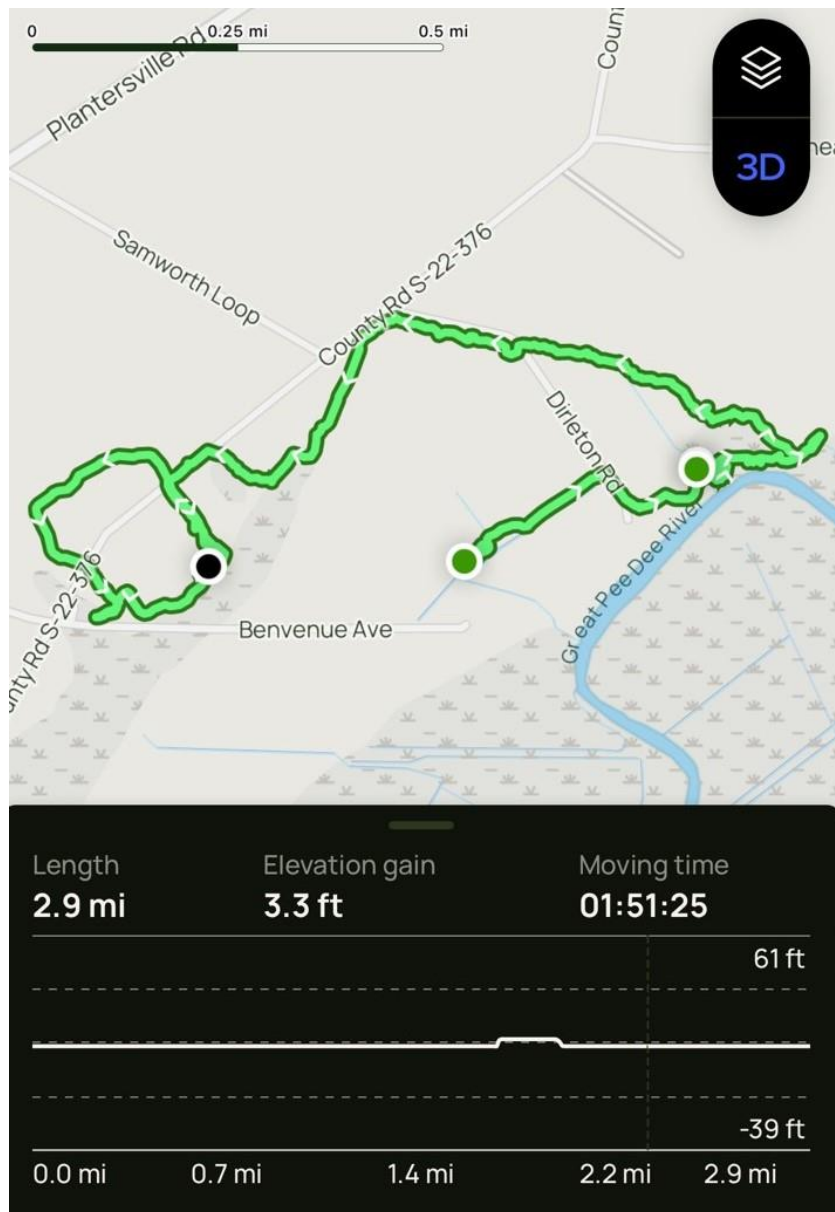 0 0.25 mi 0.5 mi
Plantersville Rd
Coun
3D
hea
Samworth Loop
County Rd S-22-376
Dirleton Rd
Great Pee Dee River
unty Rd S-22-376
Benvenue Ave
Length Elevation gain Moving time
2.9 mi 3.3 ft 01:51:25
61 ft
-39 ft
0.0 mi 0.7 mi 1.4 mi 2.2 mi 2.9 mi